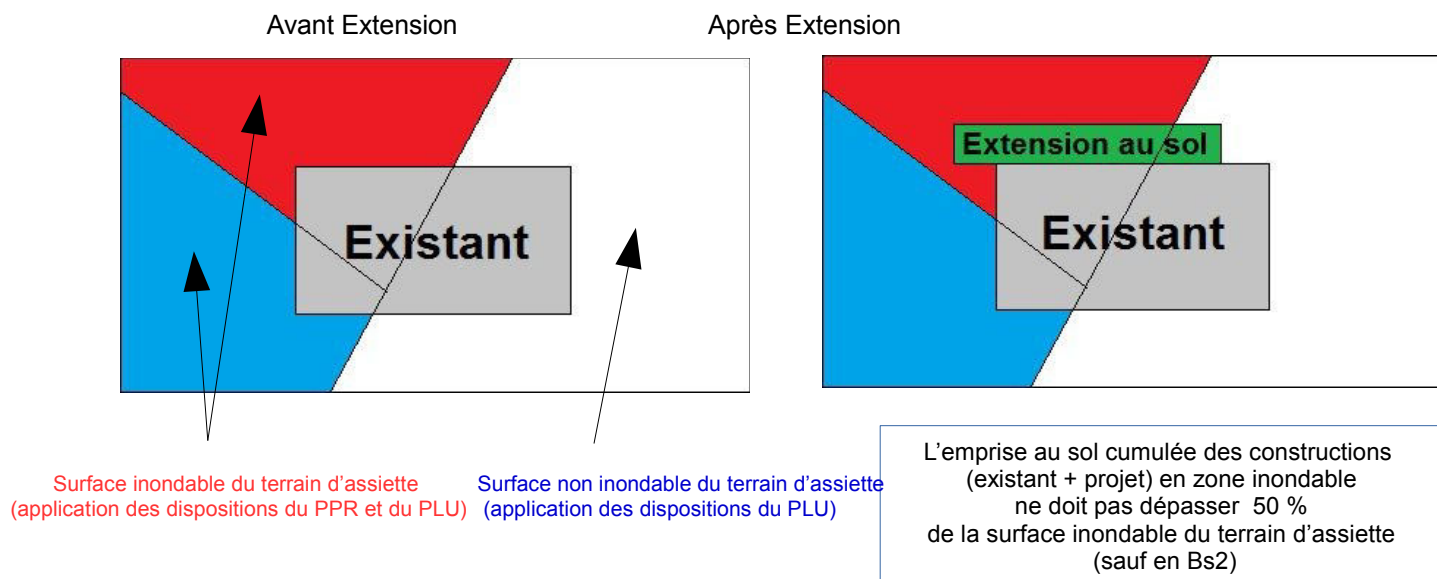 Avant Extension
Après Extension
Existant
Extension au sol
Existant
Surface inondable du terrain d'assiette
(application des dispositions du PPR et du PLU)
Surface non inondable du terrain d'assiette
(application des dispositions du PLU)
L'emprise au sol cumulée des constructions
(existant + projet) en zone inondable
ne doit pas dépasser 50 %
de la surface inondable du terrain d'assiette
(sauf en Bs2)